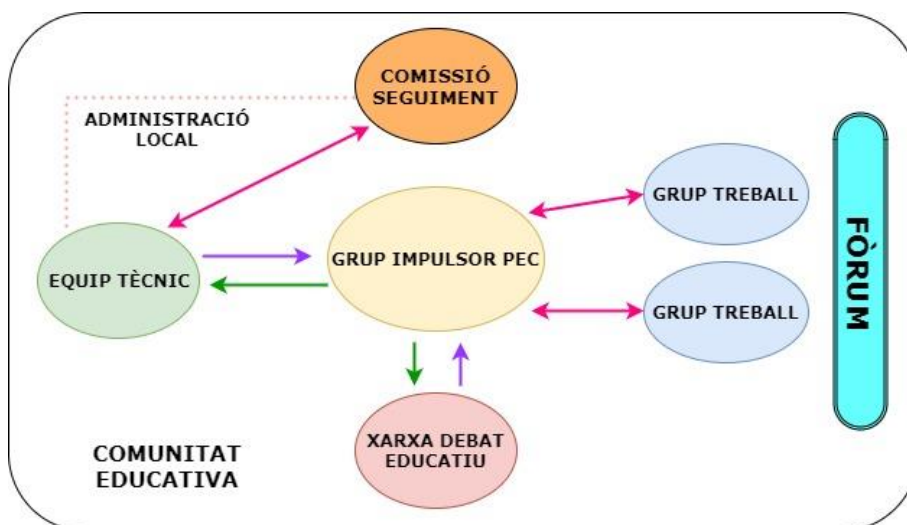 COMISSIÓ
SEGUIMENT
ADMINISTRACIÓ
LOCAL
GRUP TREBALL
GRUP IMPULSOR PEC
EQUIP TÈCNIC
GRUP TREBALL
FÒRUM
XARXA DEBAT
EDUCATIU
COMUNITAT
EDUCATIVA